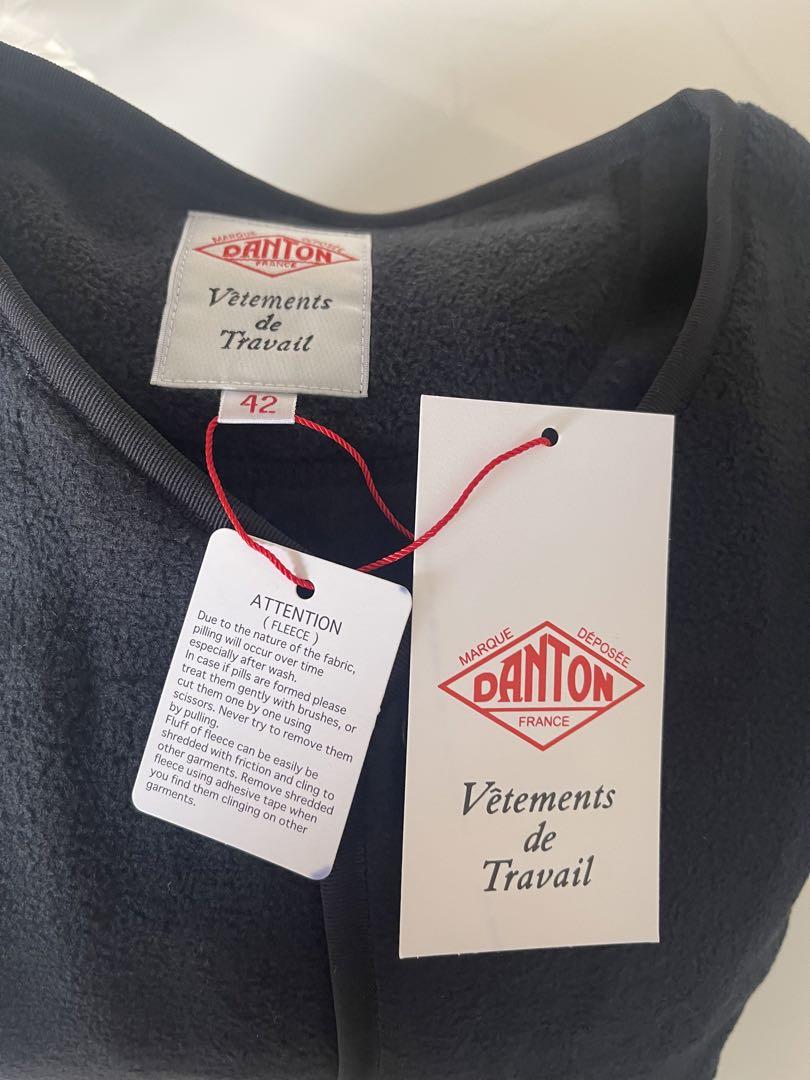 MARQUE DÉPOSÉE
DANTON
FRANCE
Vêtements
de
Travail
42
ATTENTION
( FLEECE )
Due to the nature of the fabric,
pilling will occur over time
especially after wash.
In case if pills are formed please
treat them gently with brushes, or
cut them one by one using
scissors. Never try to remove them
by pulling.
Fluff of fleece can be easily be
shredded with friction and cling to
other garments. Remove shredded
fleece using adhesive tape when
you find them clinging on other
garments.
MARQUE DÉPOSÉE
DANTON
FRANCE
Vêtements
de
Travail